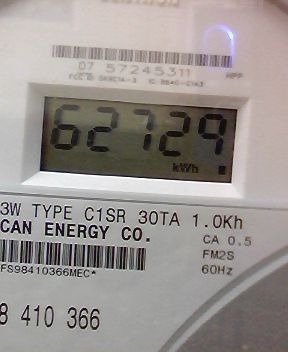 07 57245311
HPP
62729
kWh
3W TYPE C1SR 30TA 1.0Kh
CAN ENERGY CO.
CA 0.5
FM2S
60Hz
FS98410366MEC*
8 410 366